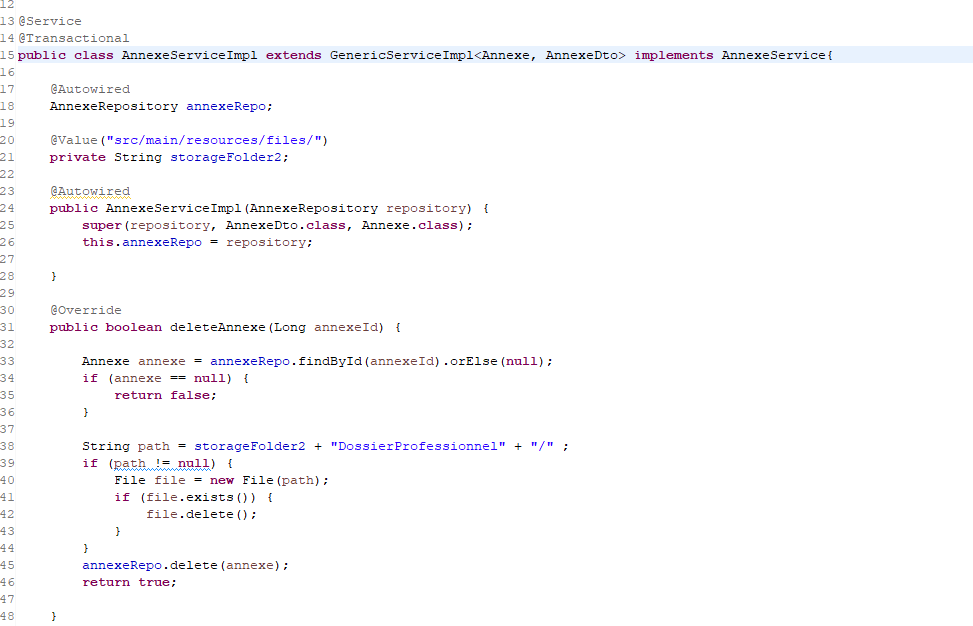 12
13 @Service
14 @Transactional
15 public class AnnexeServiceImpl extends GenericServiceImpl<Annexe, AnnexeDto> implements AnnexeService{
16
17     @Autowired
18     AnnexeRepository annexeRepo;
19
20     @Value("src/main/resources/files/")
21     private String storageFolder2;
22
23     @Autowired
24     public AnnexeServiceImpl(AnnexeRepository repository) {
25         super(repository, AnnexeDto.class, Annexe.class);
26         this.annexeRepo = repository;
27
28     }
29
30     @Override
31     public boolean deleteAnnexe(Long annexeId) {
32
33         Annexe annexe = annexeRepo.findById(annexeId).orElse(null);
34         if (annexe == null) {
35             return false;
36         }
37
38         String path = storageFolder2 + "DossierProfessionnel" + "/" ;
39         if (path != null) {
40             File file = new File(path);
41             if (file.exists()) {
42                 file.delete();
43             }
44         }
45         annexeRepo.delete(annexe);
46         return true;
47
48     }